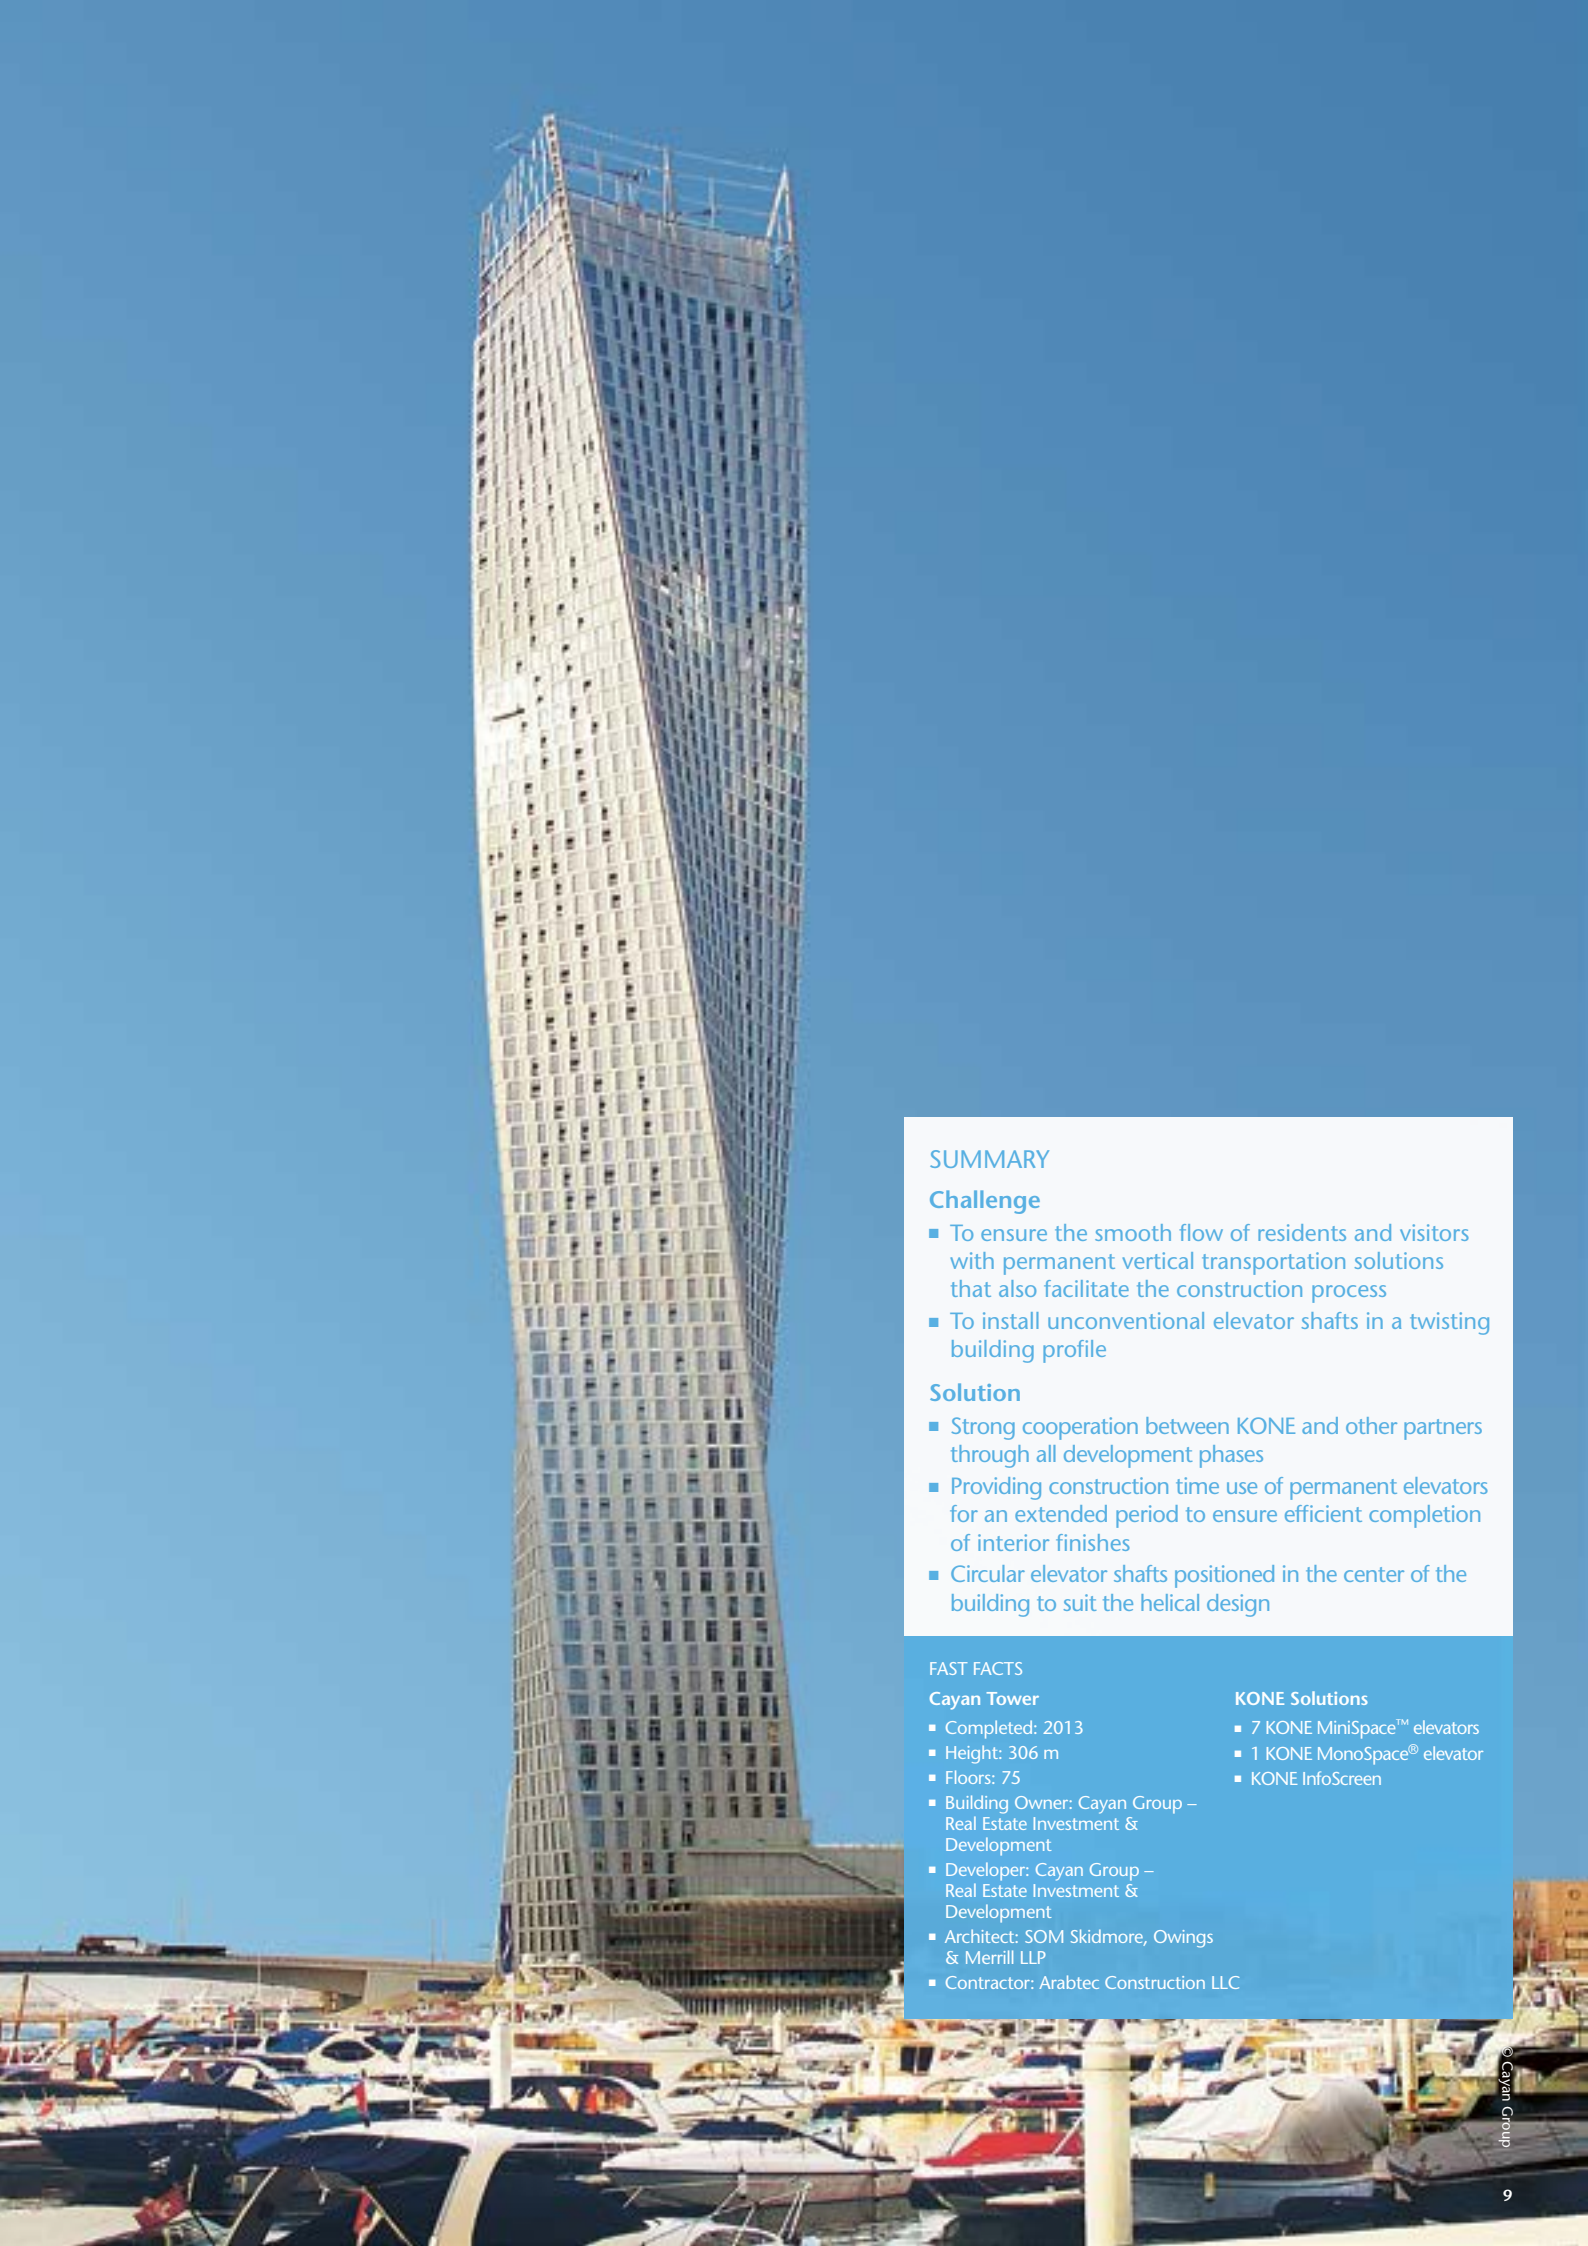 SUMMARY
Challenge
▪ To ensure the smooth flow of residents and visitors
with permanent vertical transportation solutions
that also facilitate the construction process
▪ To install unconventional elevator shafts in a twisting
building profile
Solution
▪ Strong cooperation between KONE and other partners
through all development phases
▪ Providing construction time use of permanent elevators
for an extended period to ensure efficient completion
of interior finishes
▪ Circular elevator shafts positioned in the center of the
building to suit the helical design
FAST FACTS
Cayan Tower
▪ Completed: 2013
▪ Height: 306 m
▪ Floors: 75
▪ Building Owner: Cayan Group –
Real Estate Investment &
Development
▪ Developer: Cayan Group –
Real Estate Investment &
Development
▪ Architect: SOM Skidmore, Owings
& Merrill LLP
▪ Contractor: Arabtec Construction LLC
KONE Solutions
▪ 7 KONE MiniSpace™ elevators
▪ 1 KONE MonoSpace® elevator
▪ KONE InfoScreen
© Cayan Group
9